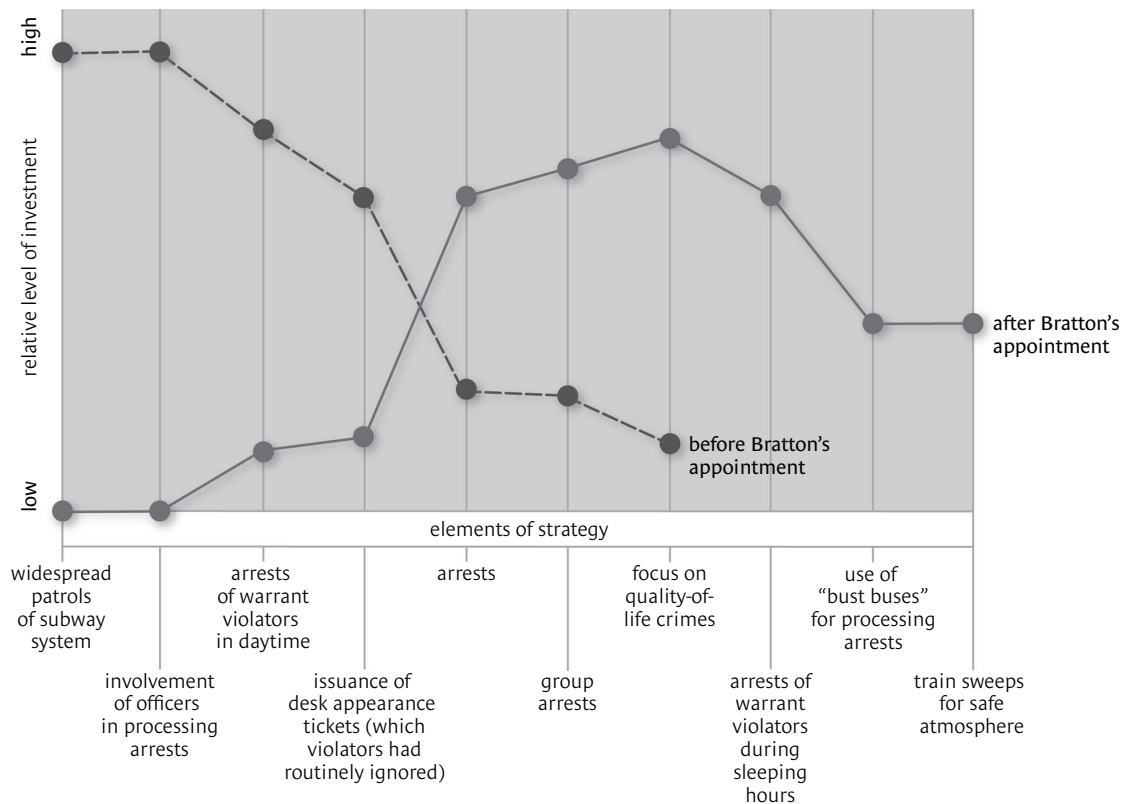 high
relative level of investment
low
after Bratton’s
appointment
before Bratton’s
appointment
elements of strategy
widespread
patrols
of subway
system
involvement
of officers
in processing
arrests
arrests
of warrant
violators
in daytime
issuance of
desk appearance
tickets (which
violators had
routinely ignored)
arrests
group
arrests
focus on
quality-of-
life crimes
arrests of
warrant
violators
during
sleeping
hours
use of
“bust buses”
for processing
arrests
train sweeps
for safe
atmosphere